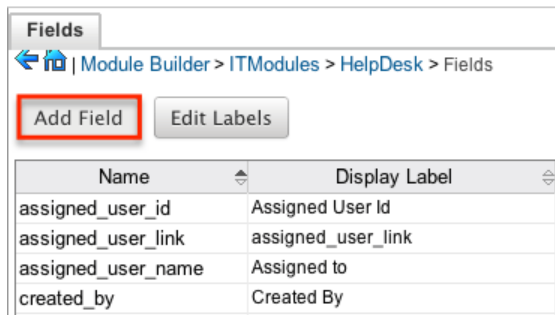 Fields
| Module Builder > ITModules > HelpDesk > Fields
Add Field Edit Labels
Name Display Label
assigned_user_id Assigned User Id
assigned_user_link assigned_user_link
assigned_user_name Assigned to
created_by Created By